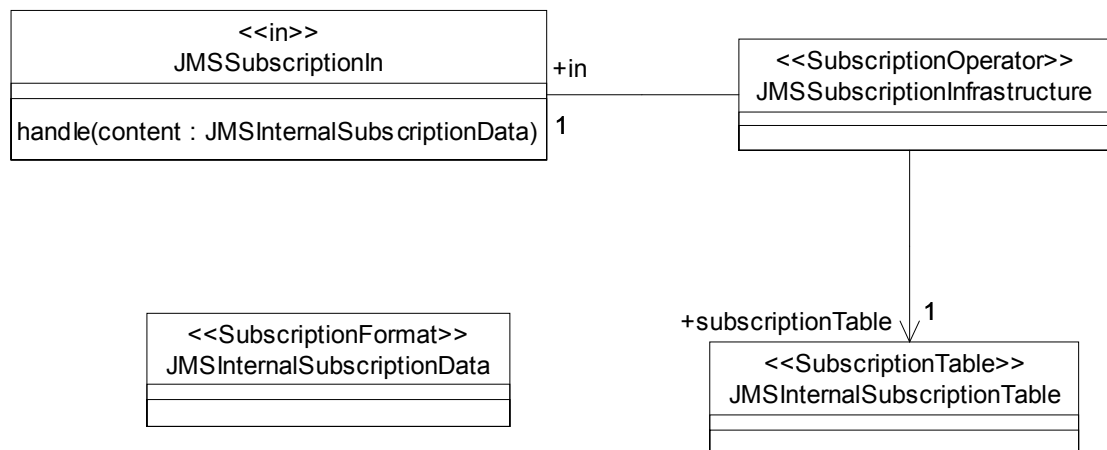 <<in>>
JMSSubscriptionIn
handle(content : JMSInternalSubscriptionData)
+in
1
<<SubscriptionOperator>>
JMSSubscriptionInfrastructure
+subscriptionTable
1
<<SubscriptionFormat>>
JMSInternalSubscriptionData
<<SubscriptionTable>>
JMSInternalSubscriptionTable